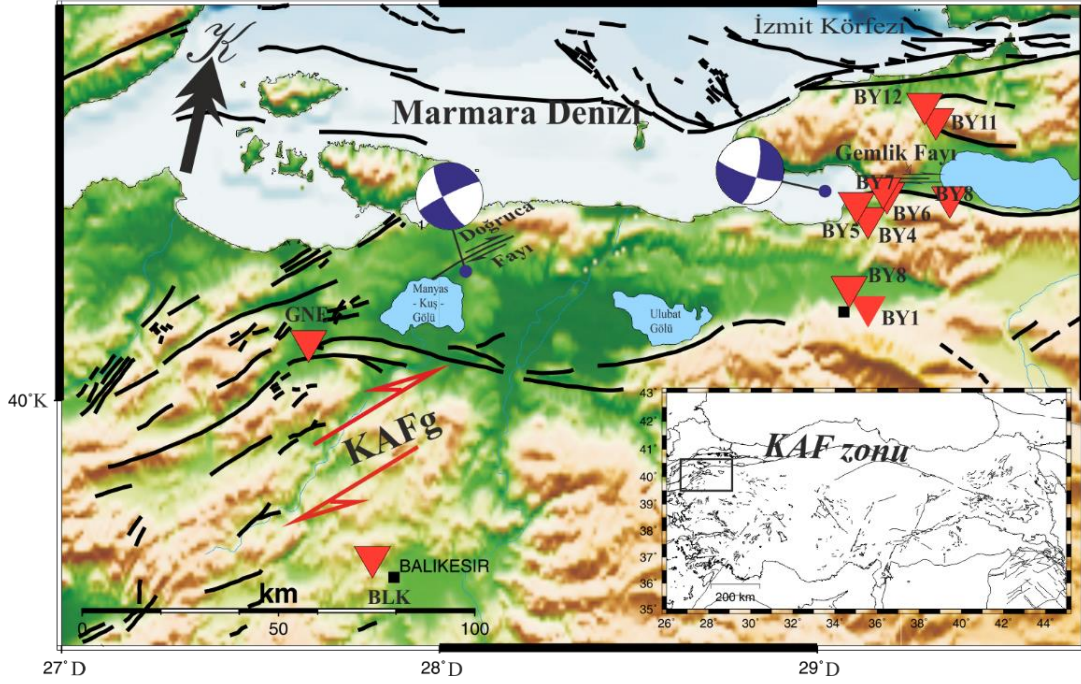 K
İzmit Körfezi
Marmara Denizi
BY12
BY11
Gemlik Fayı
BY7
BY8
BY6
BY5
BY4
Doğruca
Fayı
BY8
BY1
Manyas
- Kuş -
Gölü
Ulubat
Gölü
GNE
40°K
KAFg
KAF zonu
43
42
41
40
39
38
37
36
35
200 km
26°
28°
30°
32°
34°
36°
38°
40°
42°
44°
BALIKESIR
BLK
km
0
50
100
27°D
28°D
29°D